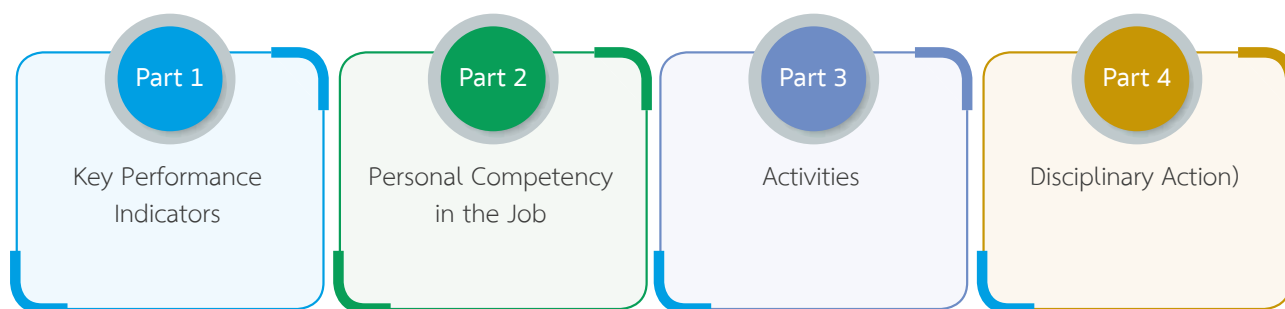 Part 1
Key Performance
Indicators
Part 2
Personal Competency
in the Job
Part 3
Activities
Part 4
Disciplinary Action)